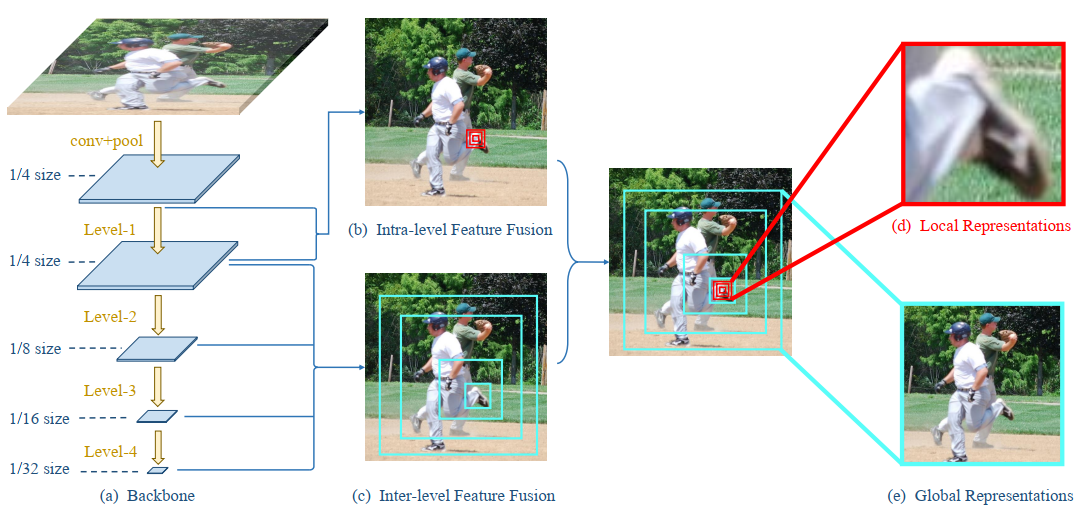 conv+pool
1/4 size
Level-1
1/4 size
Level-2
1/8 size
Level-3
1/16 size
Level-4
1/32 size
(a) Backbone
(b) Intra-level Feature Fusion
(c) Inter-level Feature Fusion
(d) Local Representations
(e) Global Representations